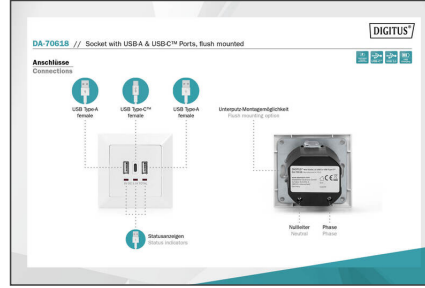 DIGITUS®
DA-70618 // Socket with USB-A & USB-C™ Ports, flush mounted
Anschlüsse
Connections
USB Type-A
female
USB Type-C™
female
USB Type-A
female
Unterputz-Montagemöglichkeit
Flush mounting option
Statusanzeigen
Status indicators
Nullleiter
Neutral
Phase
Phase